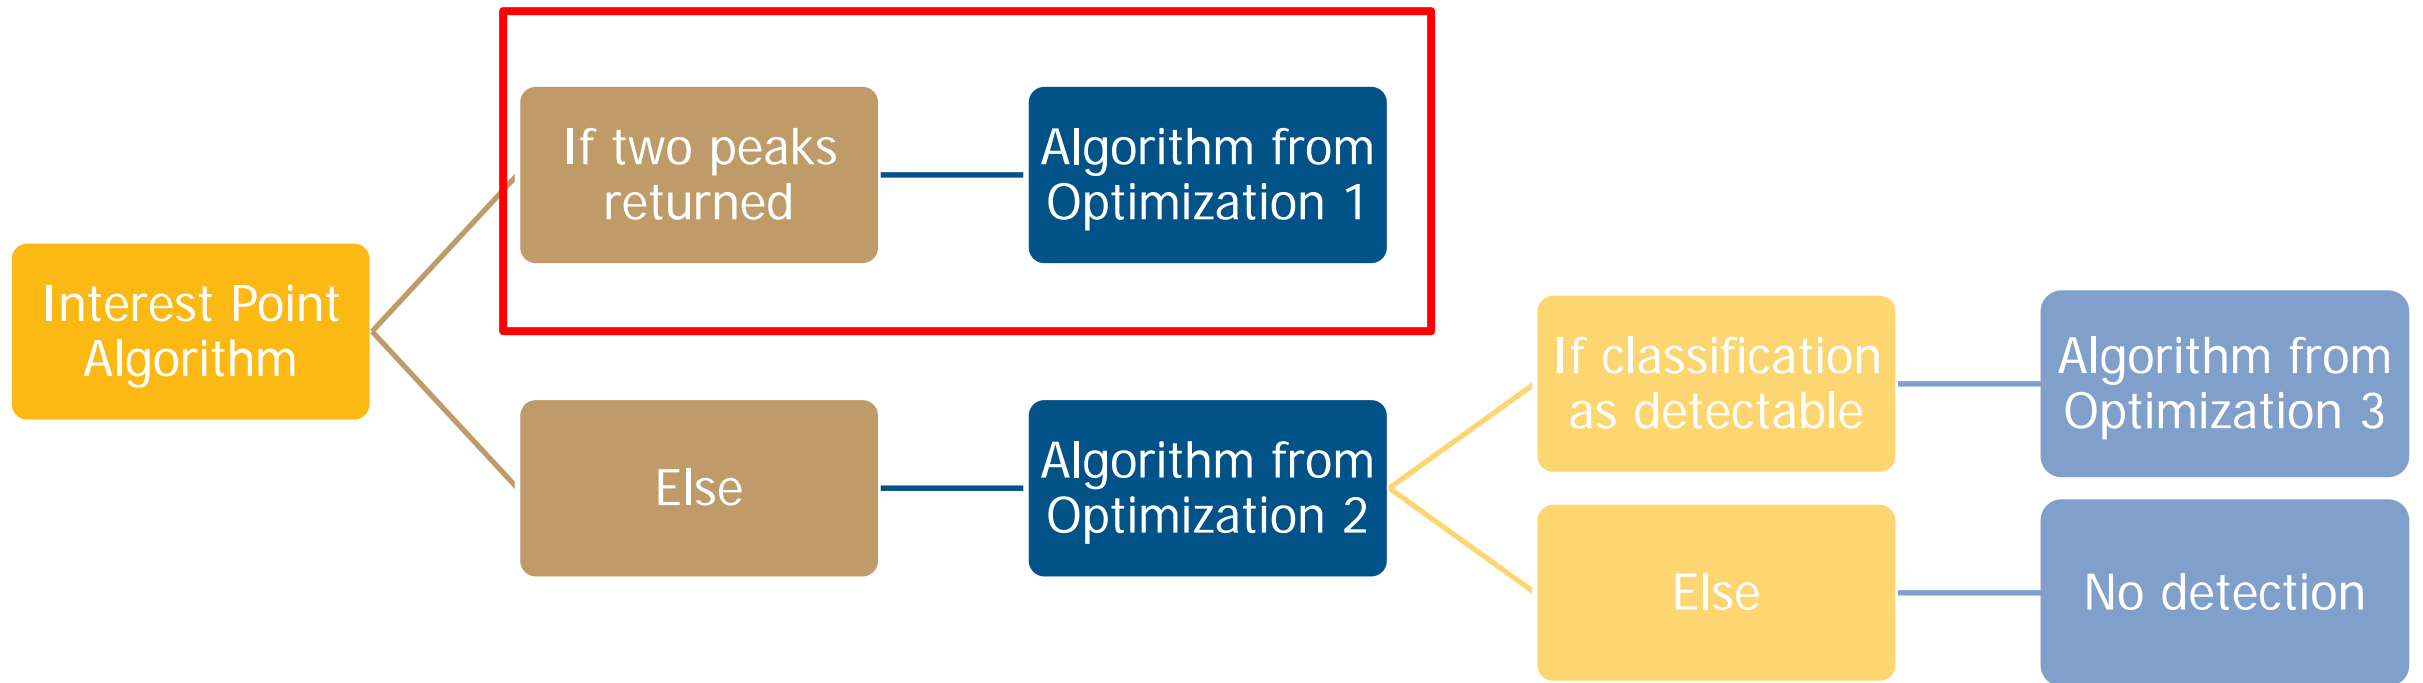 Interest Point
Algorithm
If two peaks
returned
Algorithm from
Optimization 1
Else
Algorithm from
Optimization 2
If classification
as detectable
Algorithm from
Optimization 3
Else
No detection